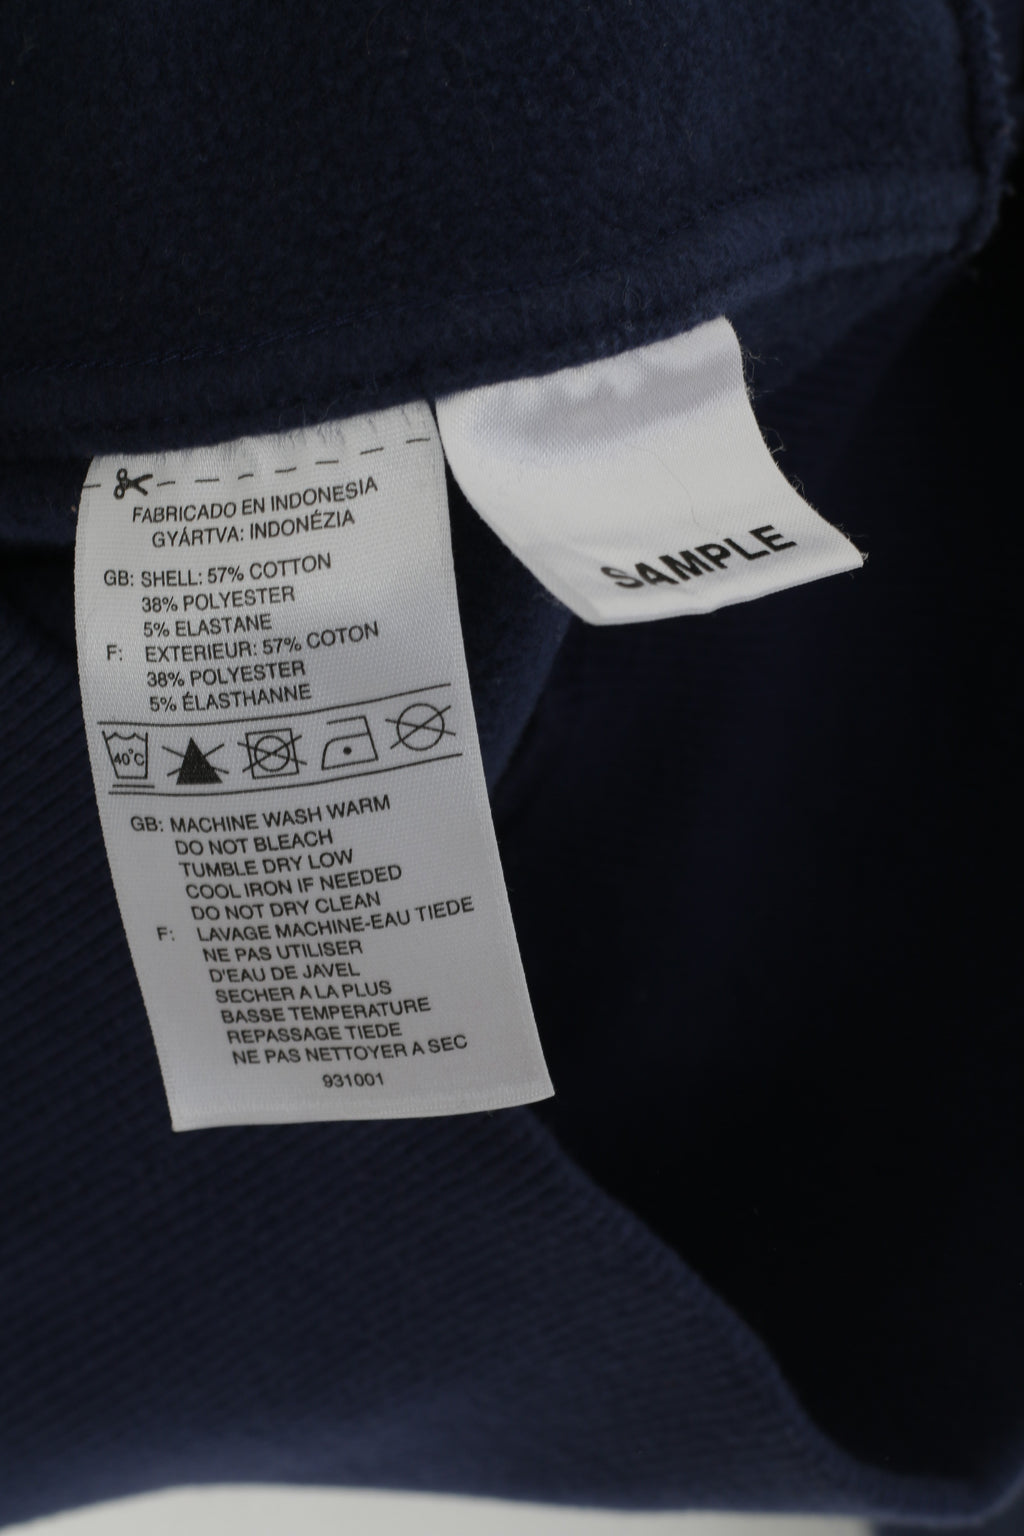 FABRICADO EN INDONESIA
GYÁRTVA: INDONÉZIA
GB: SHELL: 57% COTTON
38% POLYESTER
5% ELASTANE
F: EXTERIEUR: 57% COTON
38% POLYESTER
5% ÉLASTHANNE
40°C
GB: MACHINE WASH WARM
DO NOT BLEACH
TUMBLE DRY LOW
COOL IRON IF NEEDED
DO NOT DRY CLEAN
F: LAVAGE MACHINE-EAU TIEDE
NE PAS UTILISER
D'EAU DE JAVEL
SECHER A LA PLUS
BASSE TEMPERATURE
REPASSAGE TIEDE
NE PAS NETTOYER A SEC
931001
SAMPLE